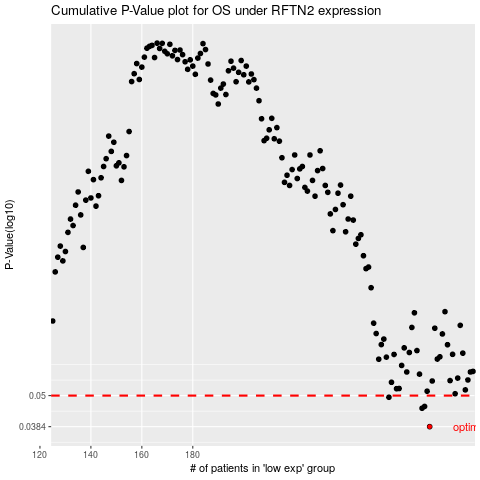 Cumulative P-Value plot for OS under RFTN2 expression
P-Value(log10)
0.05
0.0384
optim
120 140 160 180
# of patients in 'low exp' group